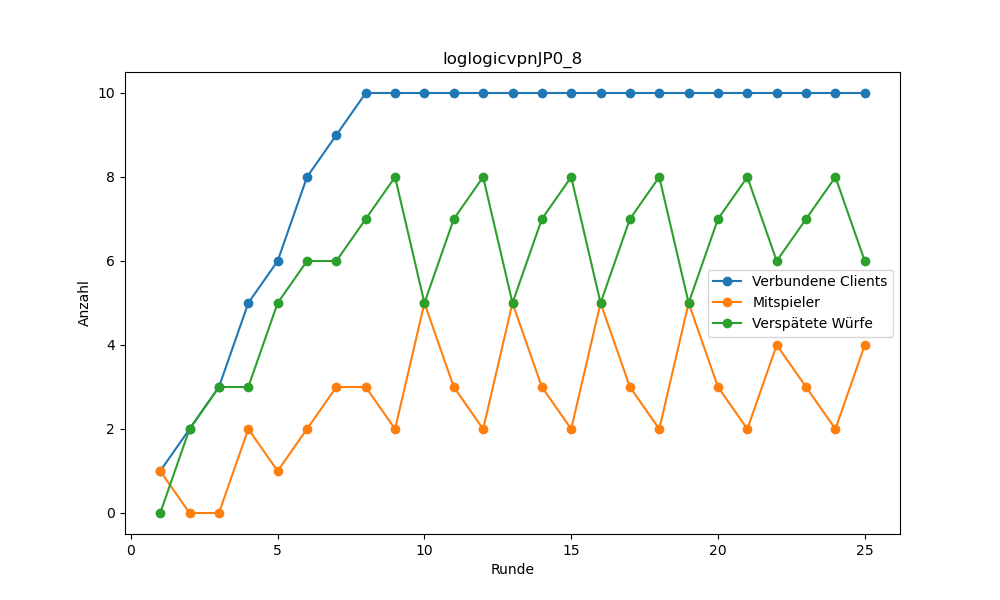 loglogicvpnJP0_8
Anzahl
10
8
6
4
2
0
Verbundene Clients
Mitspieler
Verspätete Würfe
0 5 10 15 20 25
Runde